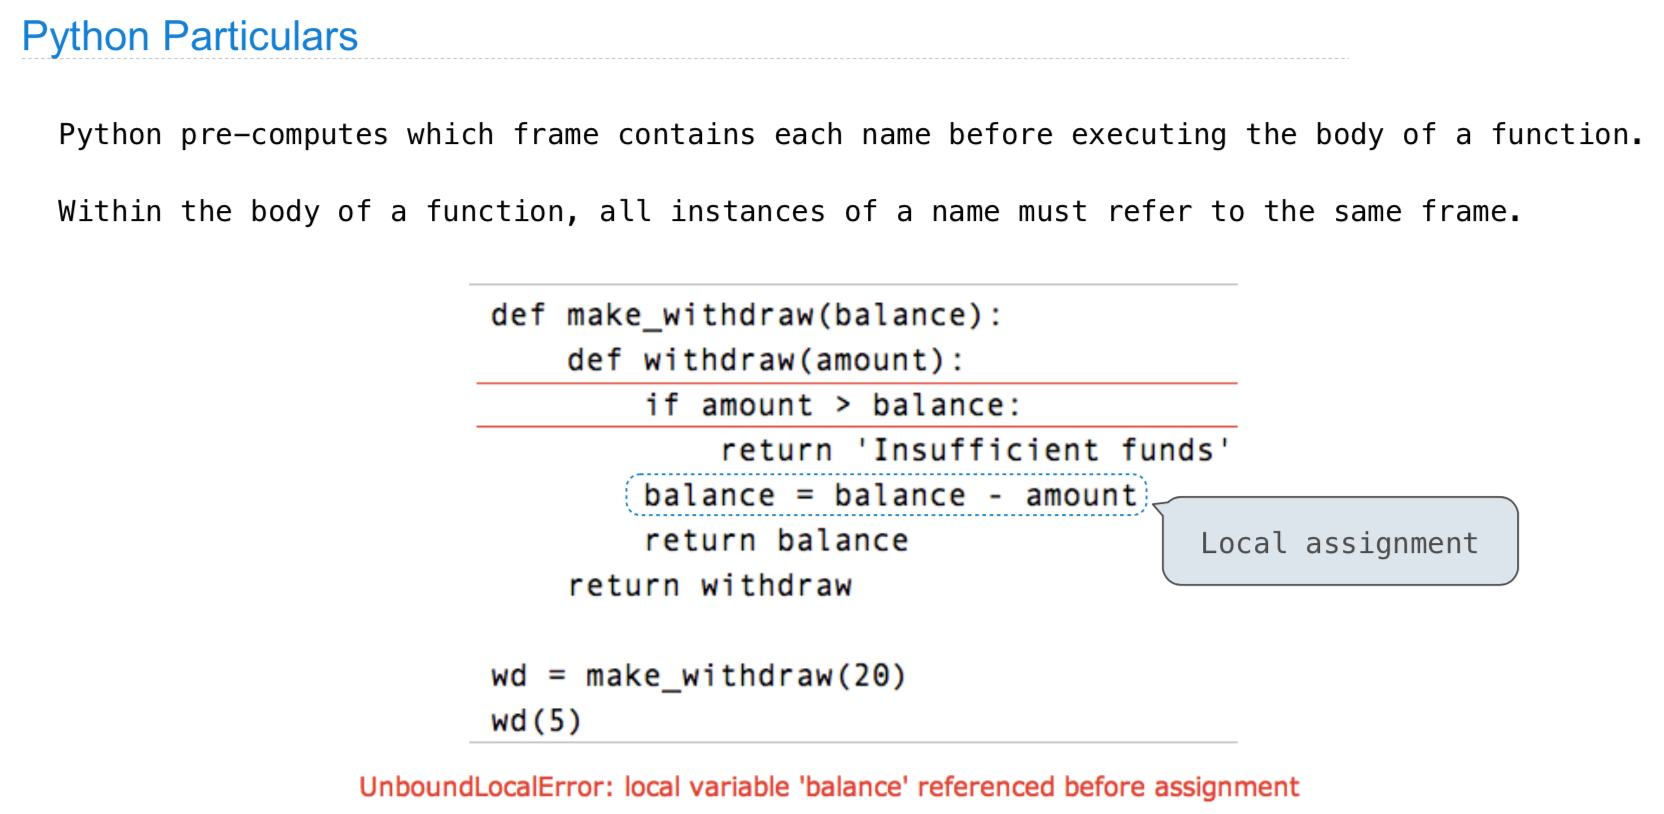 Python Particulars
Python pre-computes which frame contains each name before executing the body of a function.
Within the body of a function, all instances of a name must refer to the same frame.
def make_withdraw(balance):
    def withdraw(amount):
        if amount > balance:
            return 'Insufficient funds'
        balance = balance - amount
        Local assignment
        return balance
    return withdraw
wd = make_withdraw(20)
wd(5)
UnboundLocalError: local variable 'balance' referenced before assignment